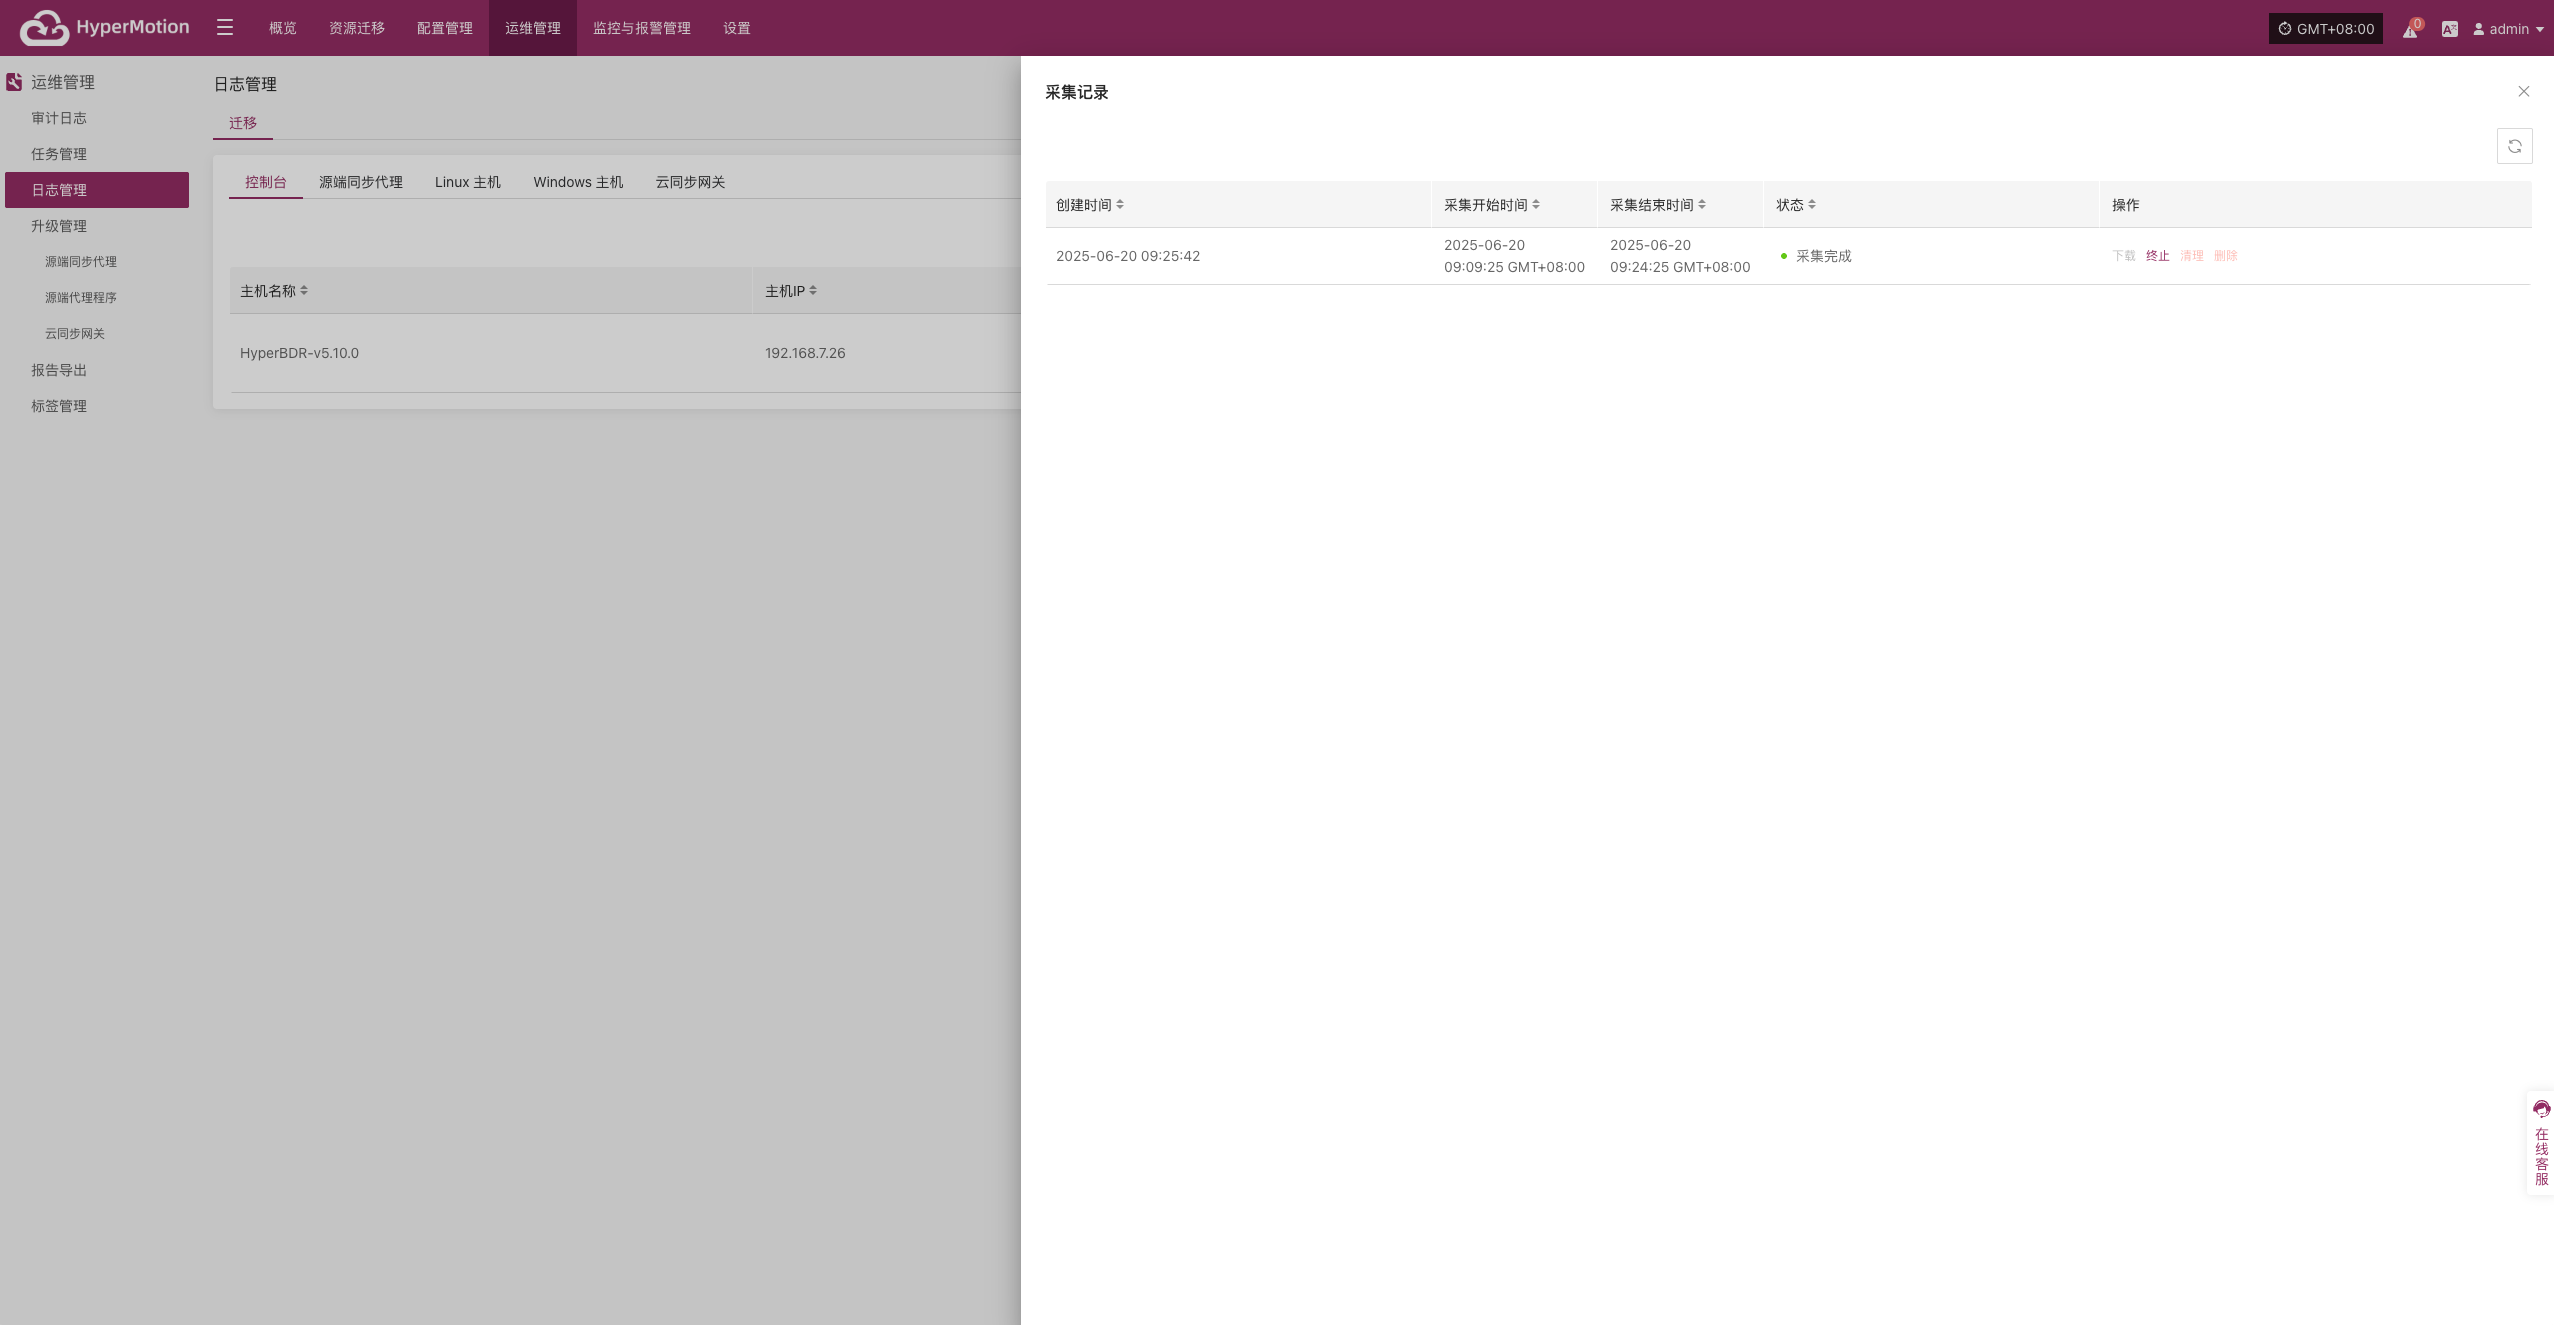 HyperMotion
概览 资源迁移 配置管理 运维管理 监控与报警管理 设置
GMT+08:00
0
admin
运维管理
审计日志
任务管理
日志管理
升级管理
源端同步代理
源端代理程序
云同步网关
报告导出
标签管理
日志管理
迁移
控制台 源端同步代理 Linux 主机 Windows 主机 云同步网关
主机名称 主机IP
HyperBDR-v5.10.0 192.168.7.26
采集记录
创建时间 采集开始时间 采集结束时间 状态 操作
2025-06-20 09:25:42
2025-06-20
09:09:25 GMT+08:00
2025-06-20
09:24:25 GMT+08:00
采集完成
下载 终止 清理 删除
在线客服